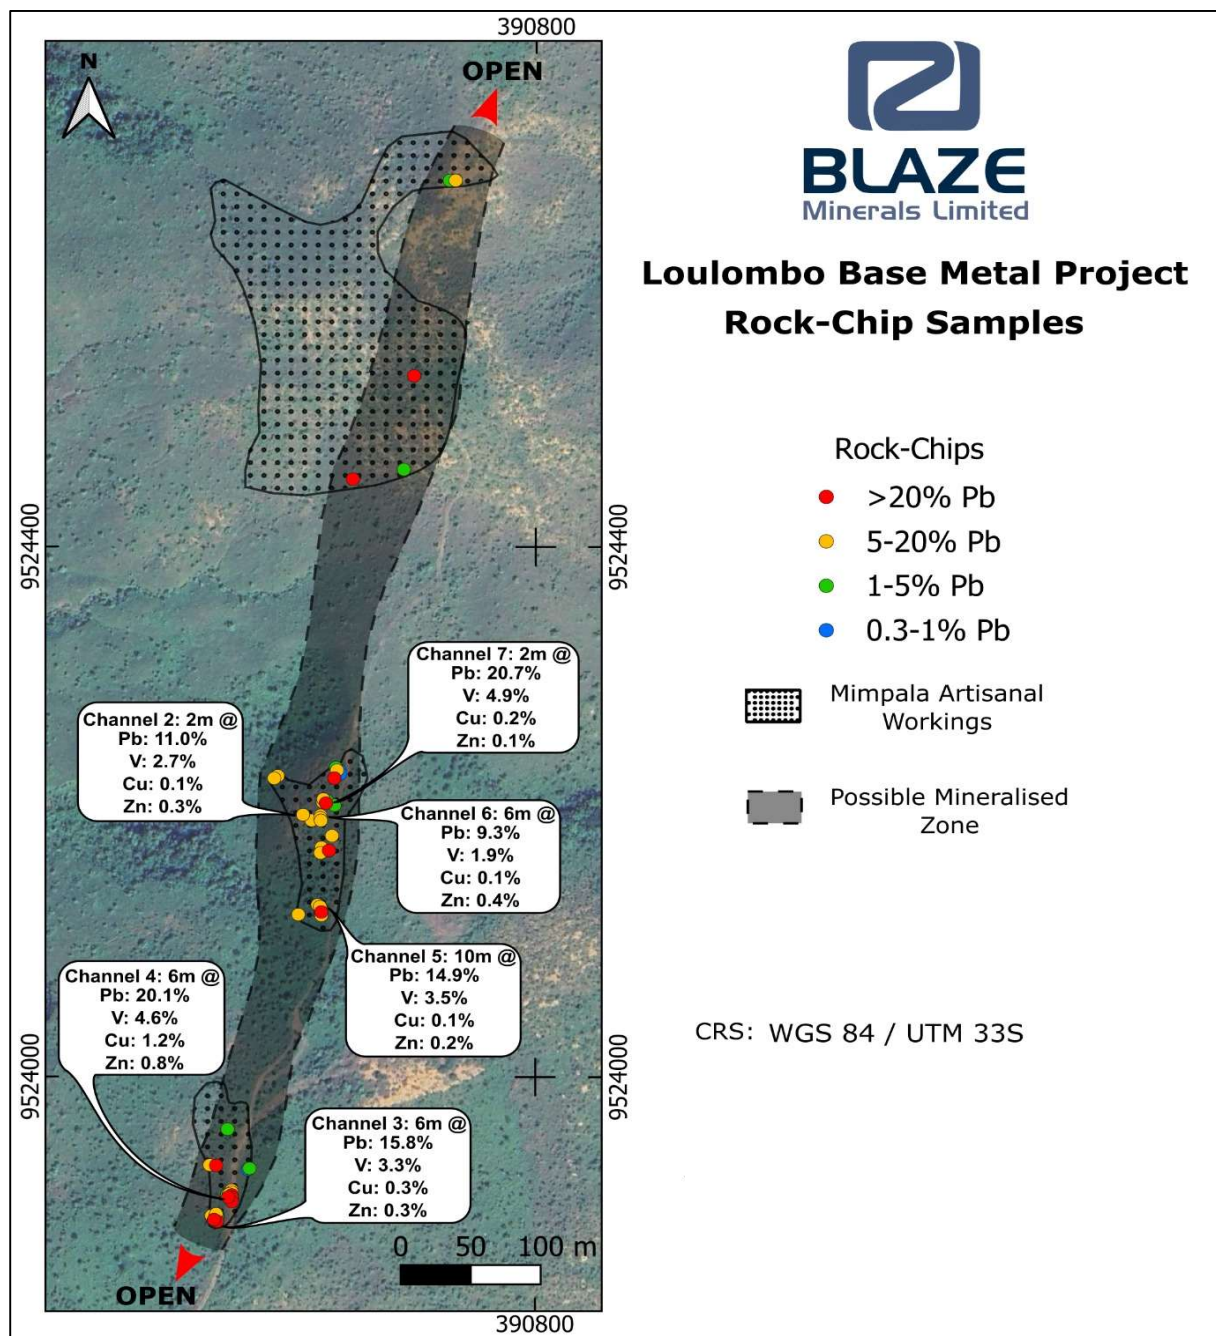 390800
N
OPEN
BLAZE
Minerals Limited
Loulombo Base Metal Project
Rock-Chip Samples
Rock-Chips
>20% Pb
5-20% Pb
1-5% Pb
0.3-1% Pb
Mimpala Artisanal
Workings
Possible Mineralised
Zone
CRS: WGS 84 / UTM 33S
9524400
9524400
Channel 7: 2m @
Pb: 20.7%
V: 4.9%
Cu: 0.2%
Zn: 0.1%
Channel 2: 2m @
Pb: 11.0%
V: 2.7%
Cu: 0.1%
Zn: 0.3%
Channel 6: 6m @
Pb: 9.3%
V: 1.9%
Cu: 0.1%
Zn: 0.4%
Channel 5: 10m @
Pb: 14.9%
V: 3.5%
Cu: 0.1%
Zn: 0.2%
Channel 4: 6m @
Pb: 20.1%
V: 4.6%
Cu: 1.2%
Zn: 0.8%
9524000
9524000
Channel 3: 6m @
Pb: 15.8%
V: 3.3%
Cu: 0.3%
Zn: 0.3%
0 50 100 m
OPEN
390800